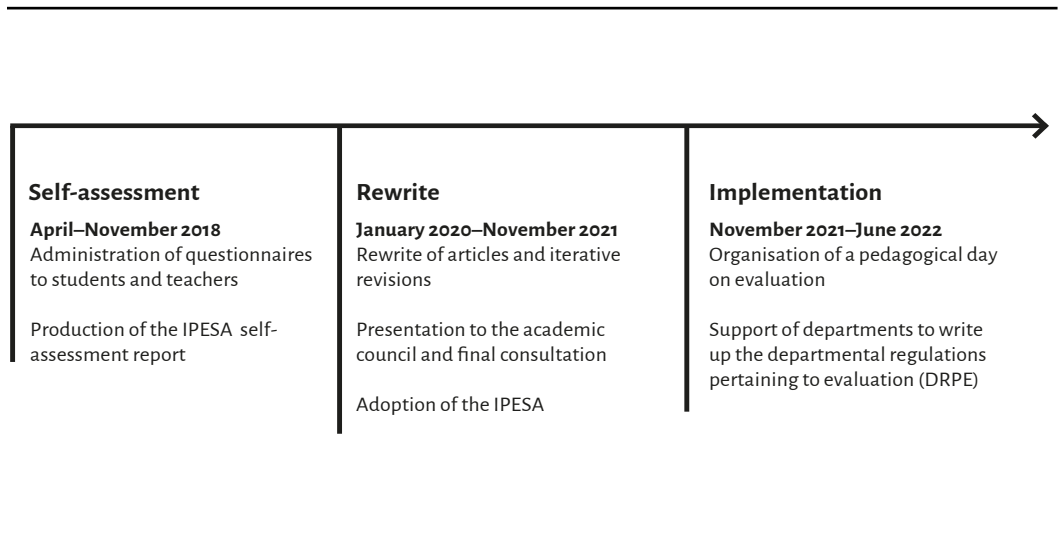 Self-assessment
April–November 2018
Administration of questionnaires
to students and teachers
Production of the IPESA self-
assessment report
Rewrite
January 2020–November 2021
Rewrite of articles and iterative
revisions
Presentation to the academic
council and final consultation
Adoption of the IPESA
Implementation
November 2021–June 2022
Organisation of a pedagogical day
on evaluation
Support of departments to write
up the departmental regulations
pertaining to evaluation (DRPE)